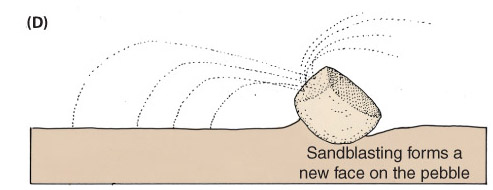 (D)
Sandblasting forms a
new face on the pebble